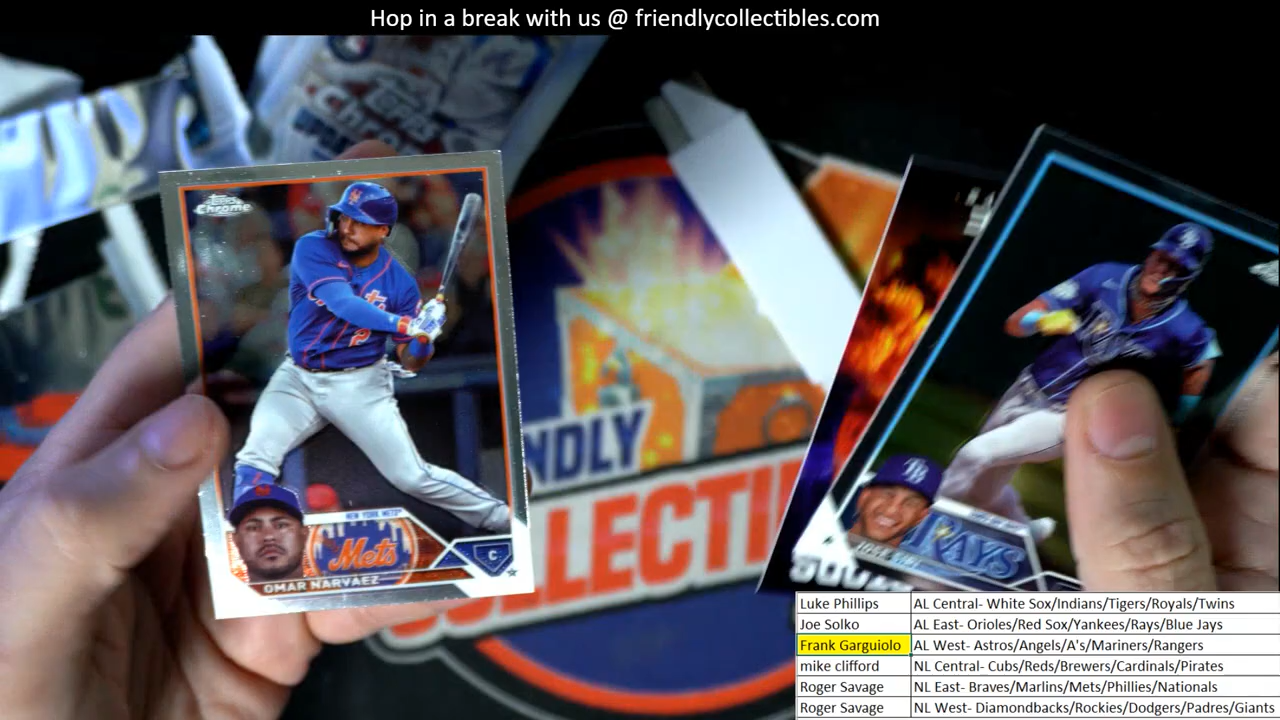 Hop in a break with us @ friendlycollectibles.com
Topps
Chrome
NEW YORK METS
Mets
C
OMAR NARVAEZ
NDLY
COLLECTI
RAYS
JOSE
Luke Phillips AL Central- White Sox/Indians/Tigers/Royals/Twins
Joe Solko AL East- Orioles/Red Sox/Yankees/Rays/Blue Jays
Frank Garguiolo AL West- Astros/Angels/A's/Mariners/Rangers
mike clifford NL Central- Cubs/Reds/Brewers/Cardinals/Pirates
Roger Savage NL East- Braves/Marlins/Mets/Phillies/Nationals
Roger Savage NL West- Diamondbacks/Rockies/Dodgers/Padres/Giants